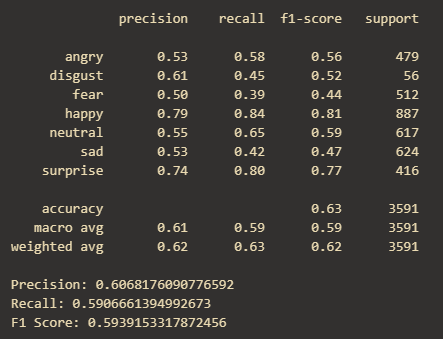 precision recall f1-score support
angry 0.53 0.58 0.56 479
disgust 0.61 0.45 0.52 56
fear 0.50 0.39 0.44 512
happy 0.79 0.84 0.81 887
neutral 0.55 0.65 0.59 617
sad 0.53 0.42 0.47 624
surprise 0.74 0.80 0.77 416
accuracy 0.63 3591
macro avg 0.61 0.59 0.59 3591
weighted avg 0.62 0.63 0.62 3591
Precision: 0.6068176090776592
Recall: 0.5906661394992673
F1 Score: 0.5939153317872456